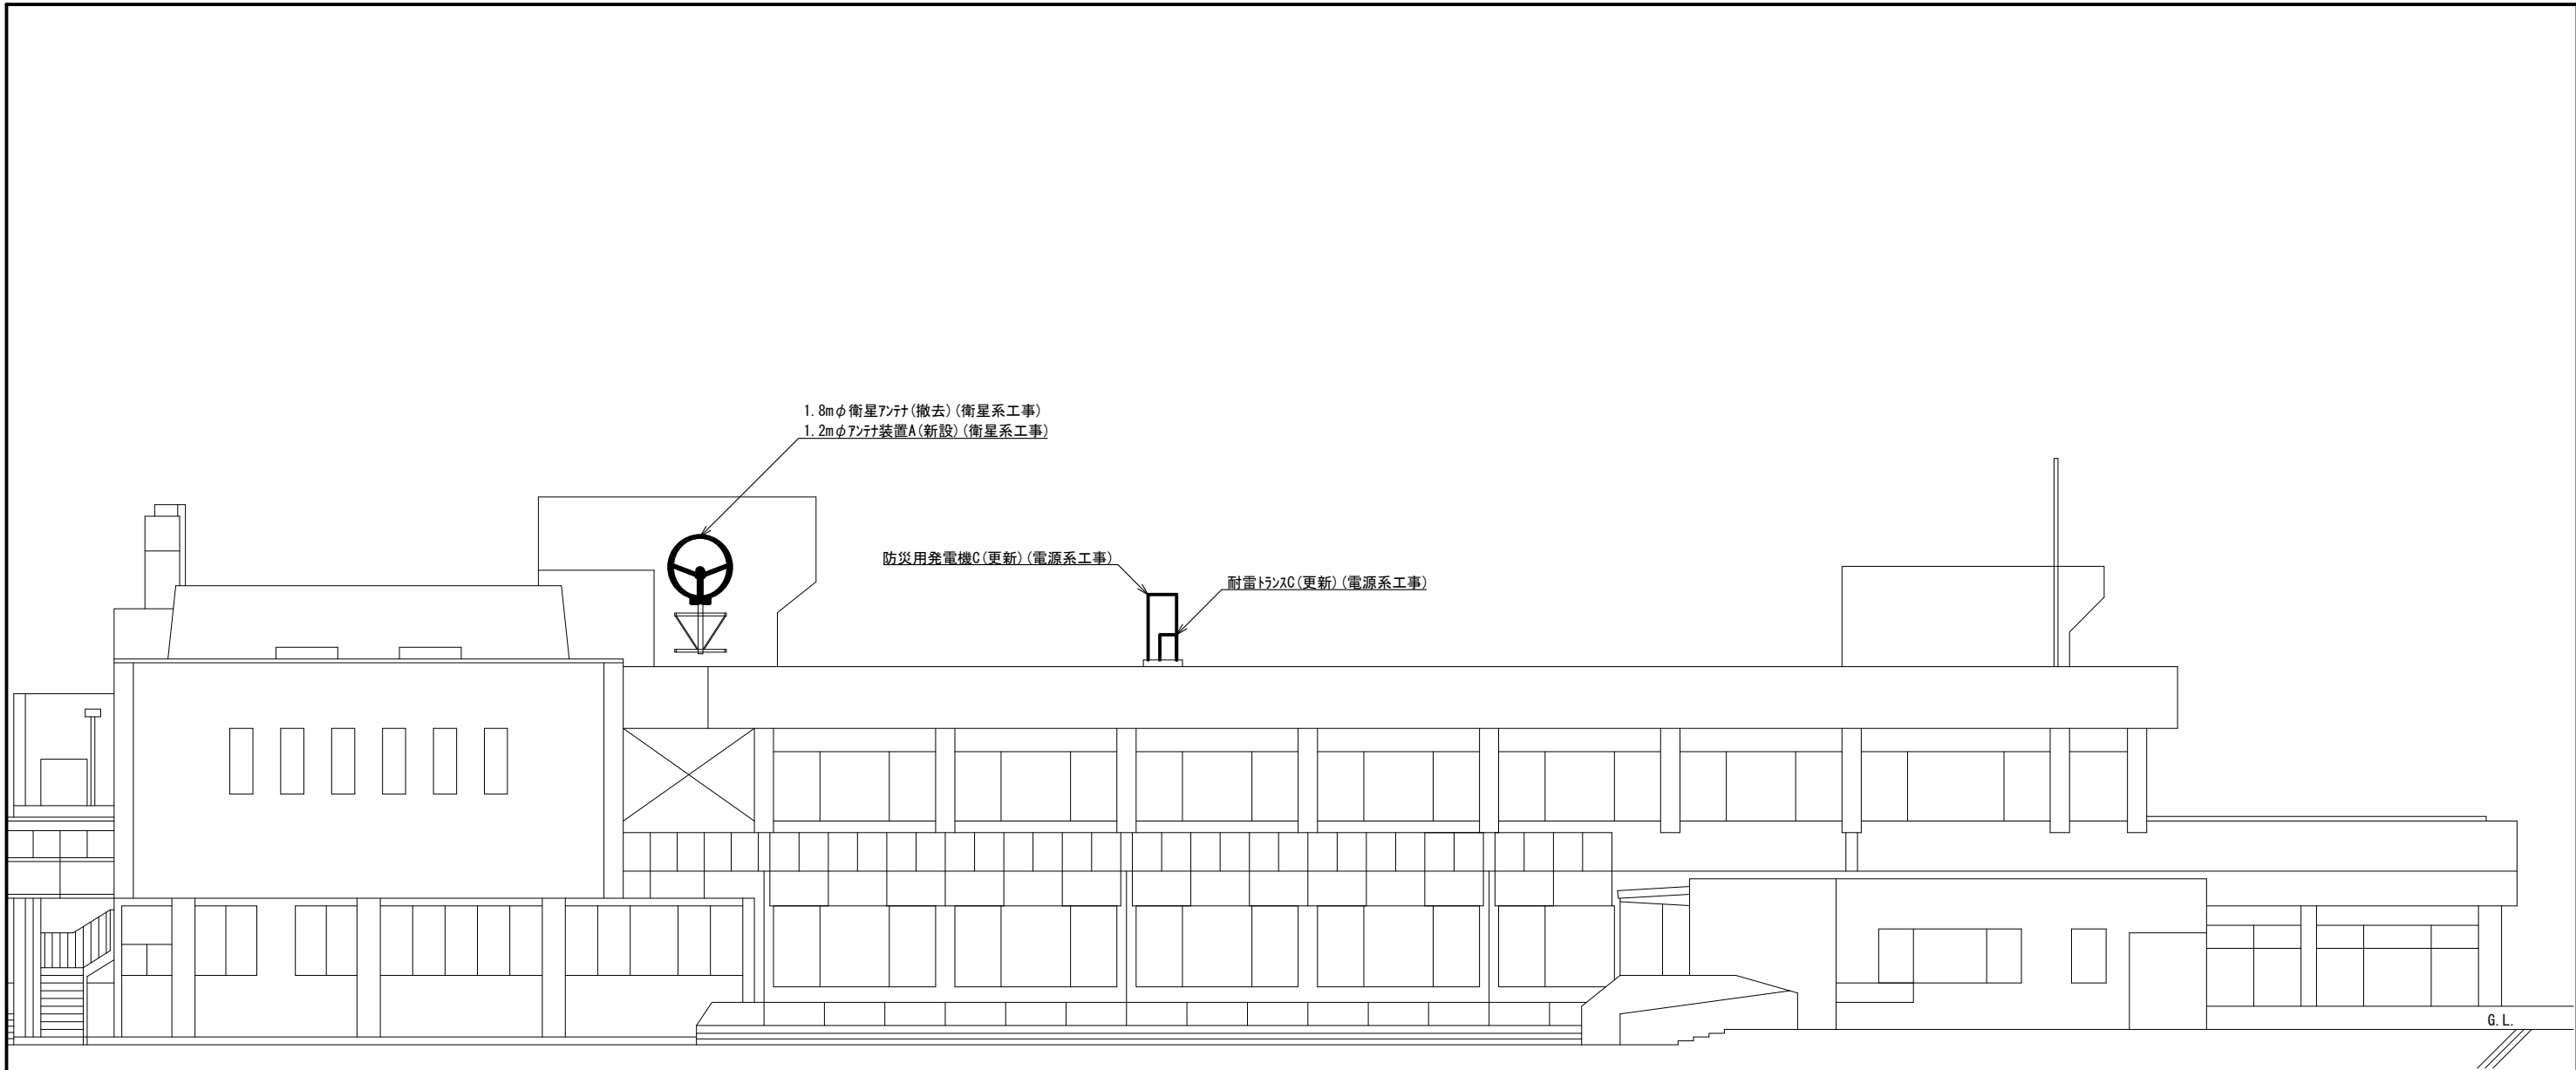 1.8mφ衛星ｱﾝﾃﾅ(撤去)(衛星系工事)
1.2mφｱﾝﾃﾅ装置A(新設)(衛星系工事)
防災用発電機C(更新)(電源系工事)
耐雷ﾄﾗﾝｽC(更新)(電源系工事)
G.L.